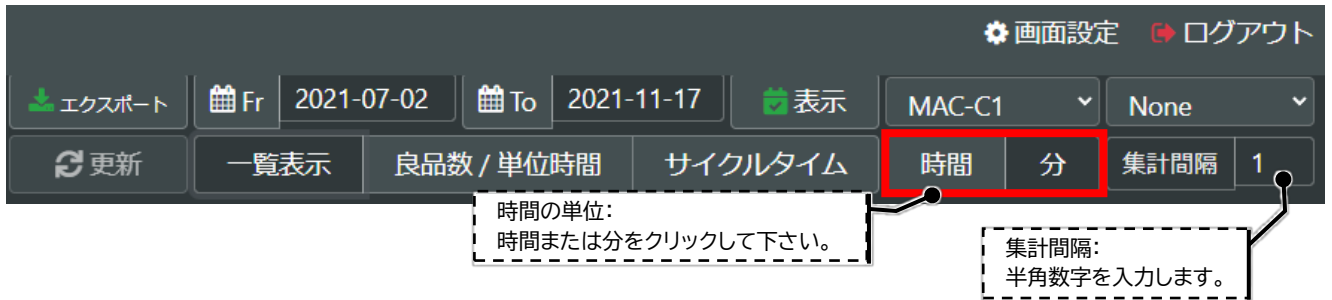 画面設定 ログアウト
エクスポート Fr 2021-07-02 To 2021-11-17 表示 MAC-C1 None
更新 一覧表示 良品数 / 単位時間 サイクルタイム 時間 分 集計間隔 1
時間の単位：
時間または分をクリックして下さい。
集計間隔：
半角数字を入力します。